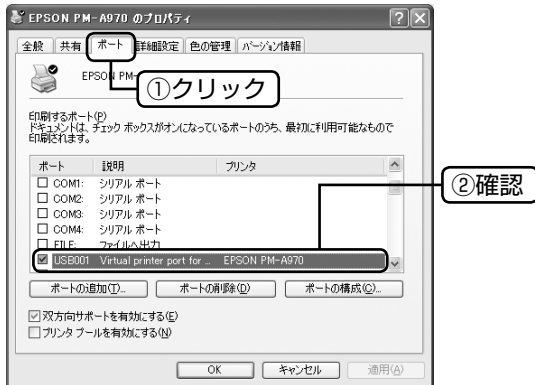 EPSON PM-A970 のプロパティ
全般 共有 ポート 詳細設定 色の管理 バージョン情報
EPSON PM-
①クリック
印刷するポート(P)
ドキュメントは、チェック ボックスがオンになっているポートのうち、最初に利用可能なもので
印刷されます。
ポート 説明 プリンタ
COM1: シリアル ポート
COM2: シリアル ポート
COM3: シリアル ポート
COM4: シリアル ポート
FILE: ファイルへ出力
USB001 Virtual printer port for ... EPSON PM-A970
②確認
ポートの追加(T)... ポートの削除(D) ポートの構成(C)...
双方向サポートを有効にする(E)
プリンタ プールを有効にする(N)
OK キャンセル 適用(A)